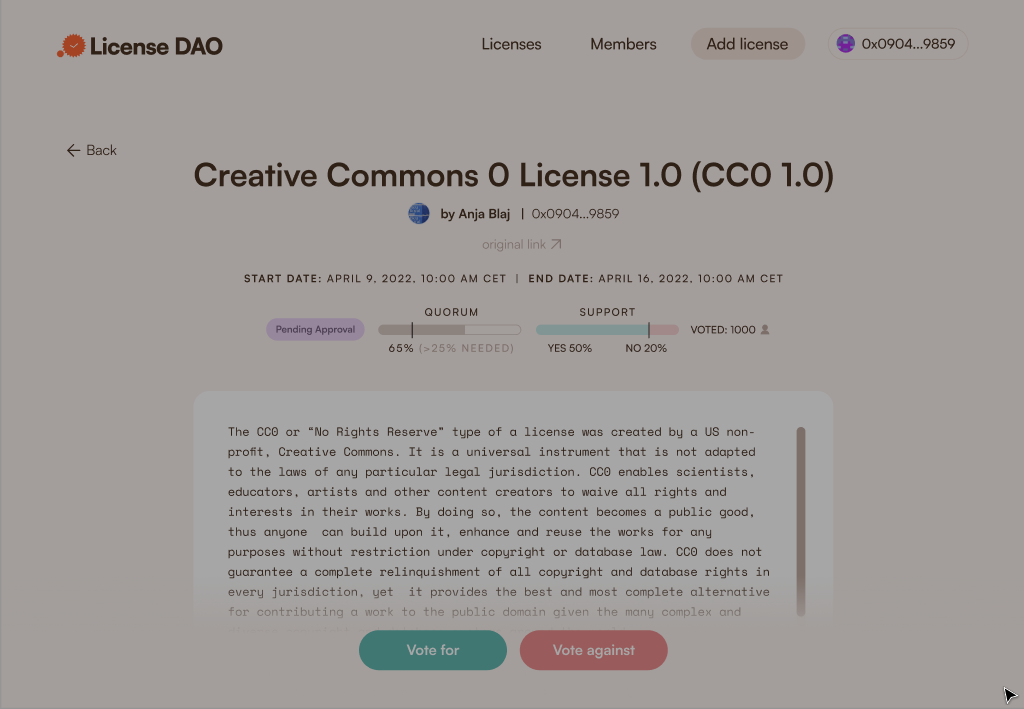 License DAO
Licenses
Members
Add license
0x0904...9859
Back
Creative Commons 0 License 1.0 (CC0 1.0)
by Anja Blaj | 0x0904...9859
original link
START DATE: APRIL 9, 2022, 10:00 AM CET | END DATE: APRIL 16, 2022, 10:00 AM CET
QUORUM
SUPPORT
Pending Approval
VOTED: 1000
65% (>25% NEEDED)
YES 50%
NO 20%
The CC0 or “No Rights Reserve” type of a license was created by a US non-
profit, Creative Commons. It is a universal instrument that is not adapted
to the laws of any particular legal jurisdiction. CC0 enables scientists,
educators, artists and other content creators to waive all rights and
interests in their works. By doing so, the content becomes a public good,
thus anyone  can build upon it, enhance and reuse the works for any
purposes without restriction under copyright or database law. CC0 does not
guarantee a complete relinquishment of all copyright and database rights in
every jurisdiction, yet  it provides the best and most complete alternative
for contributing a work to the public domain given the many complex and
Vote for
Vote against